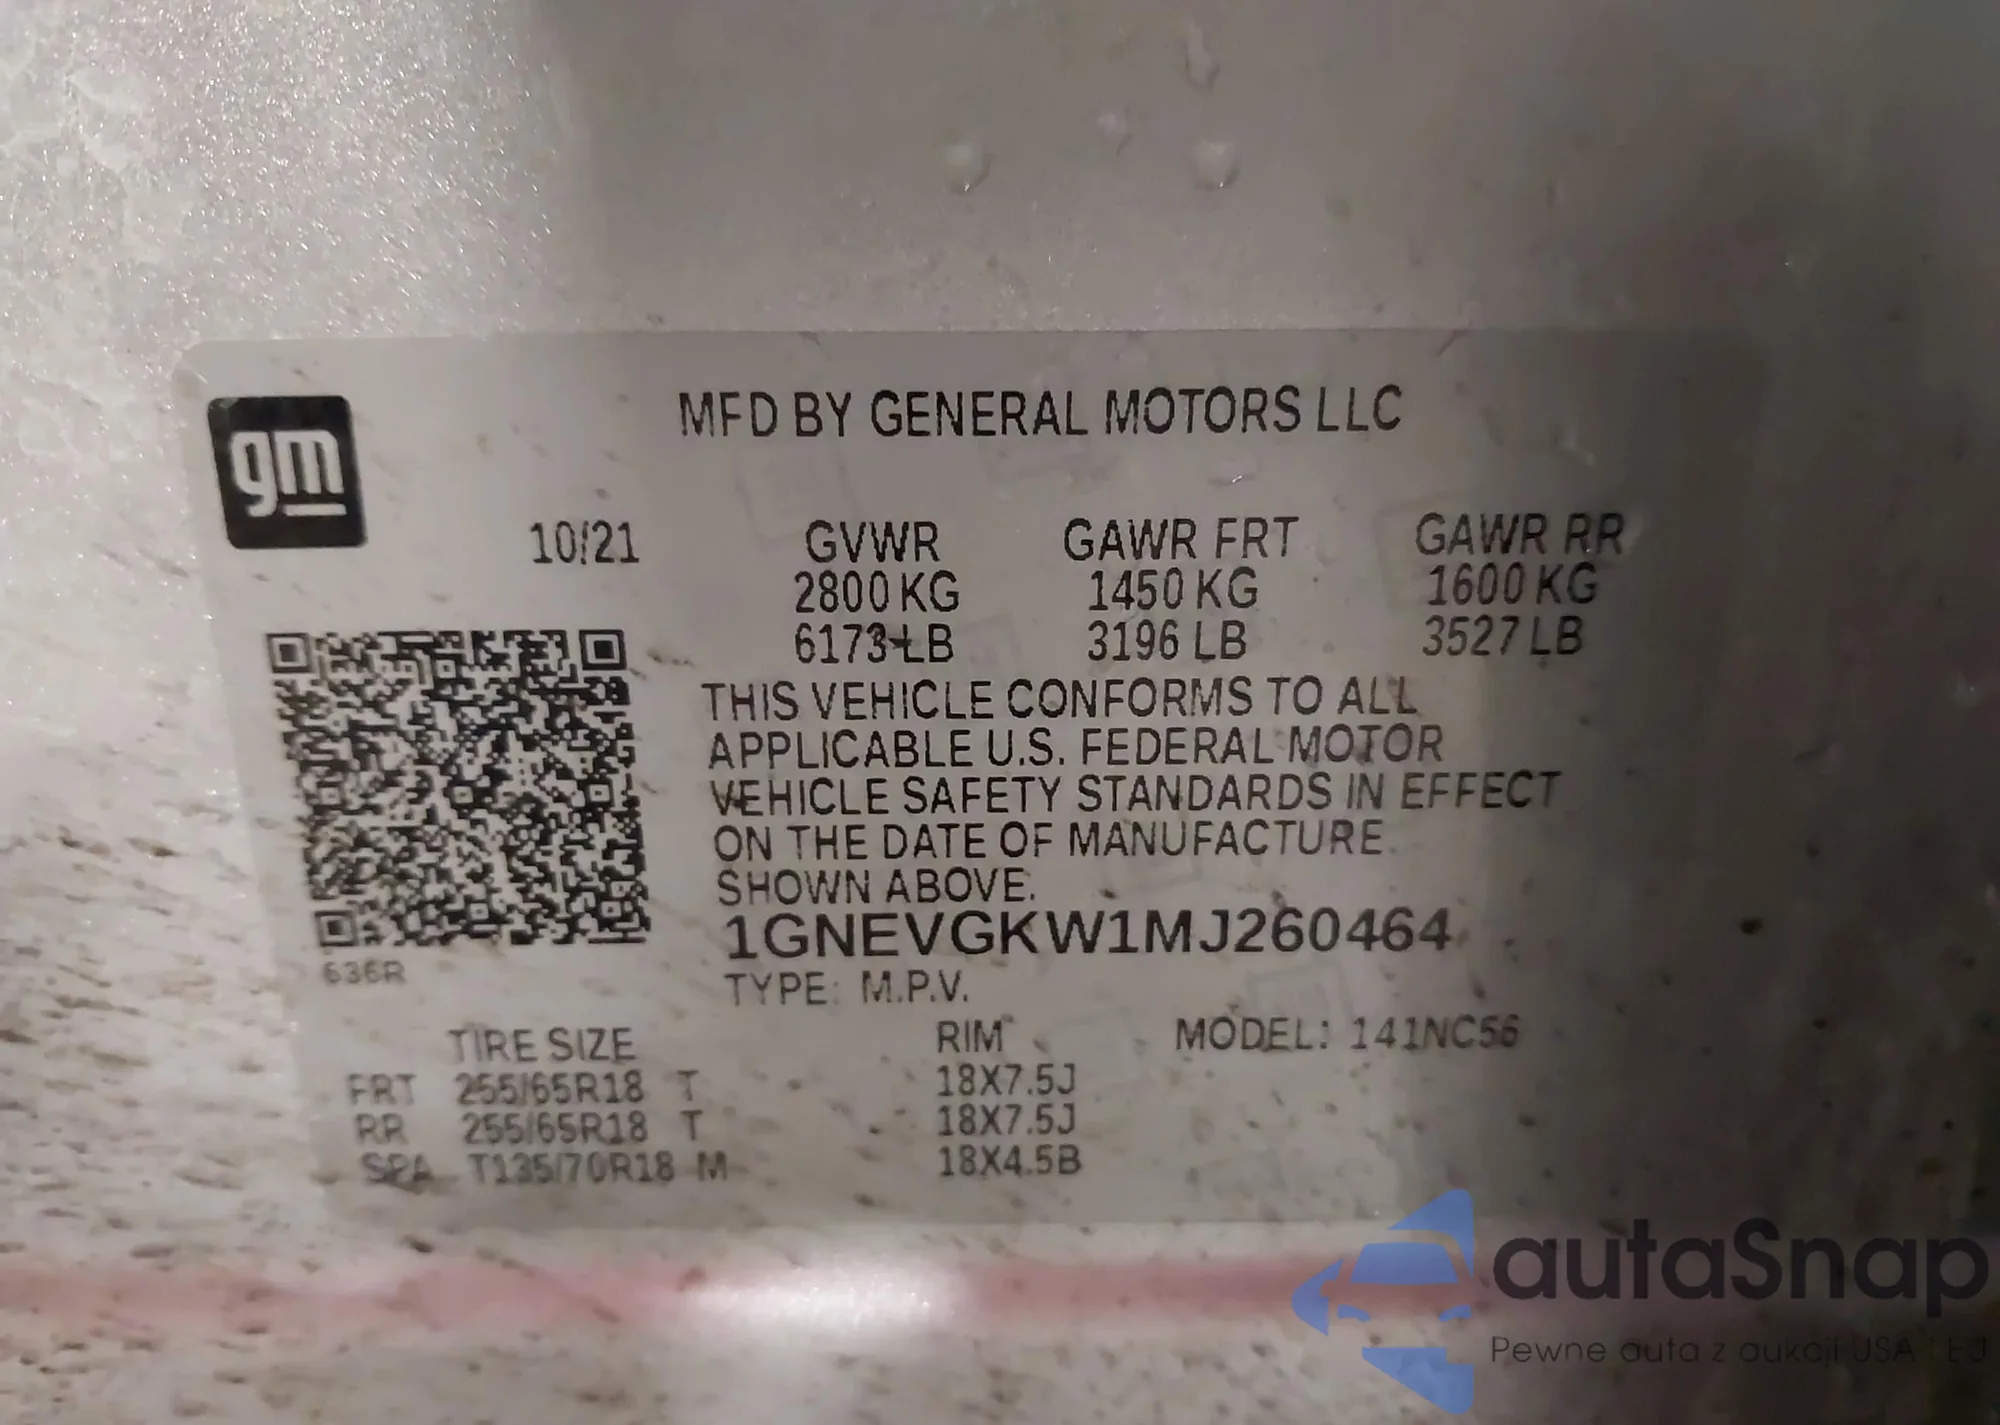 MFD BY GENERAL MOTORS LLC
gm
10/21 GVWR GAWR FRT GAWR RR
2800 KG 1450 KG 1600 KG
6173 LB 3196 LB 3527 LB
THIS VEHICLE CONFORMS TO ALL
APPLICABLE U.S. FEDERAL MOTOR
VEHICLE SAFETY STANDARDS IN EFFECT
ON THE DATE OF MANUFACTURE
SHOWN ABOVE.
1GNEVGKW1MJ260464
636R
TYPE: M.P.V.
TIRE SIZE RIM MODEL: 141NC56
FRT 255/65R18 T 18X7.5J
RR 255/65R18 T 18X7.5J
SPA T135/70R18 M 18X4.5B
autaSnap
Pewne auta z aukcji USA i EJ